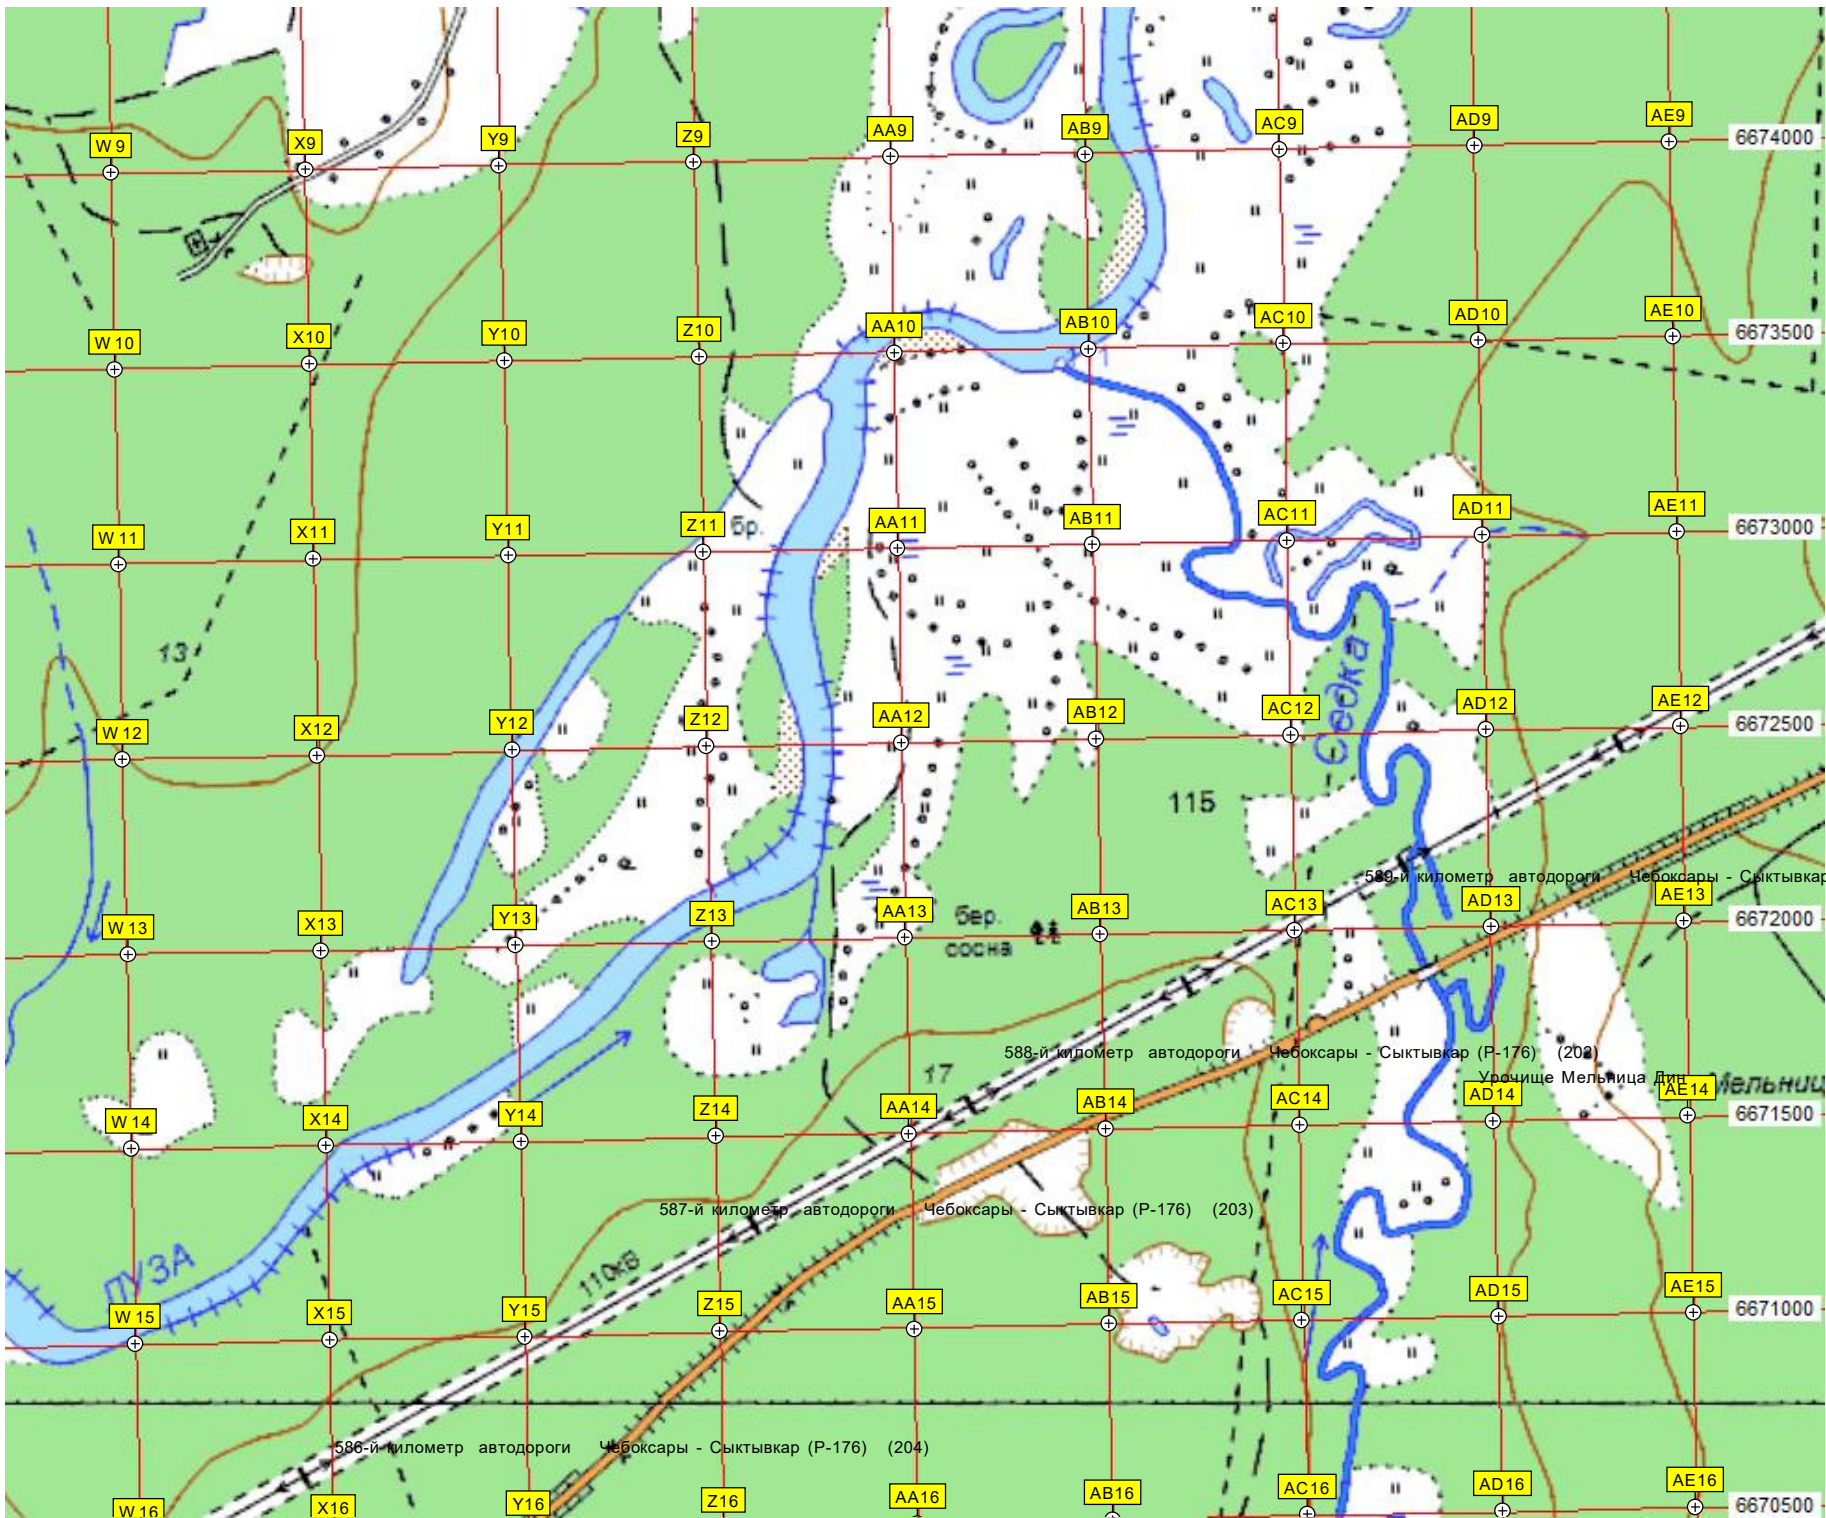 W 9 X9 Y9 Z9 AA9 AB9 AC9 AD9 AE9 6674000
W 10 X10 Y10 Z10 AA10 AB10 AC10 AD10 AE10 6673500
W 11 X11 Y11 Z11 бр. AA11 AB11 AC11 AD11 AE11 6673000
13
Федка
W 12 X12 Y12 Z12 AA12 AB12 AC12 AD12 AE12 6672500
115
589-й километр автодороги Чебоксары - Сыктывкар
W 13 X13 Y13 Z13 AA13 AB13 AC13 AD13 AE13 6672000
бер.
сосна
588-й километр автодороги Чебоксары - Сыктывкар (Р-176) (202)
17
Урочище Мельница Дин
Мельниц
W 14 X14 Y14 Z14 AA14 AB14 AC14 AD14 AE14 6671500
587-й километр автодороги Чебоксары - Сыктывкар (Р-176) (203)
ПУЗА
110кВ
W 15 X15 Y15 Z15 AA15 AB15 AC15 AD15 AE15 6671000
586-й километр автодороги Чебоксары - Сыктывкар (Р-176) (204)
W 16 X16 Y16 Z16 AA16 AB16 AC16 AD16 AE16 6670500